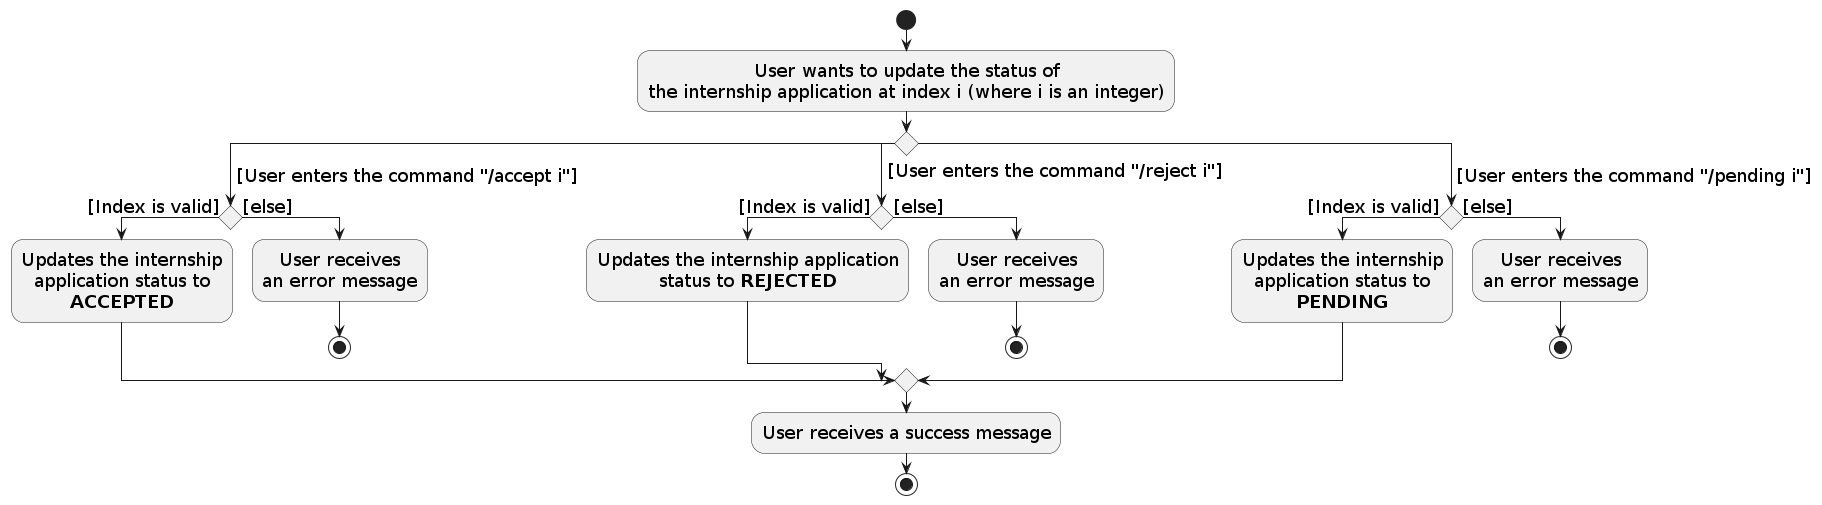 User wants to update the status of
the internship application at index i (where i is an integer)
[User enters the command "/accept i"]
[User enters the command "/reject i"]
[User enters the command "/pending i"]
[Index is valid]
[else]
[Index is valid]
[else]
[Index is valid]
[else]
Updates the internship
application status to
ACCEPTED
User receives
an error message
Updates the internship application
status to REJECTED
User receives
an error message
Updates the internship
application status to
PENDING
User receives
an error message
User receives a success message